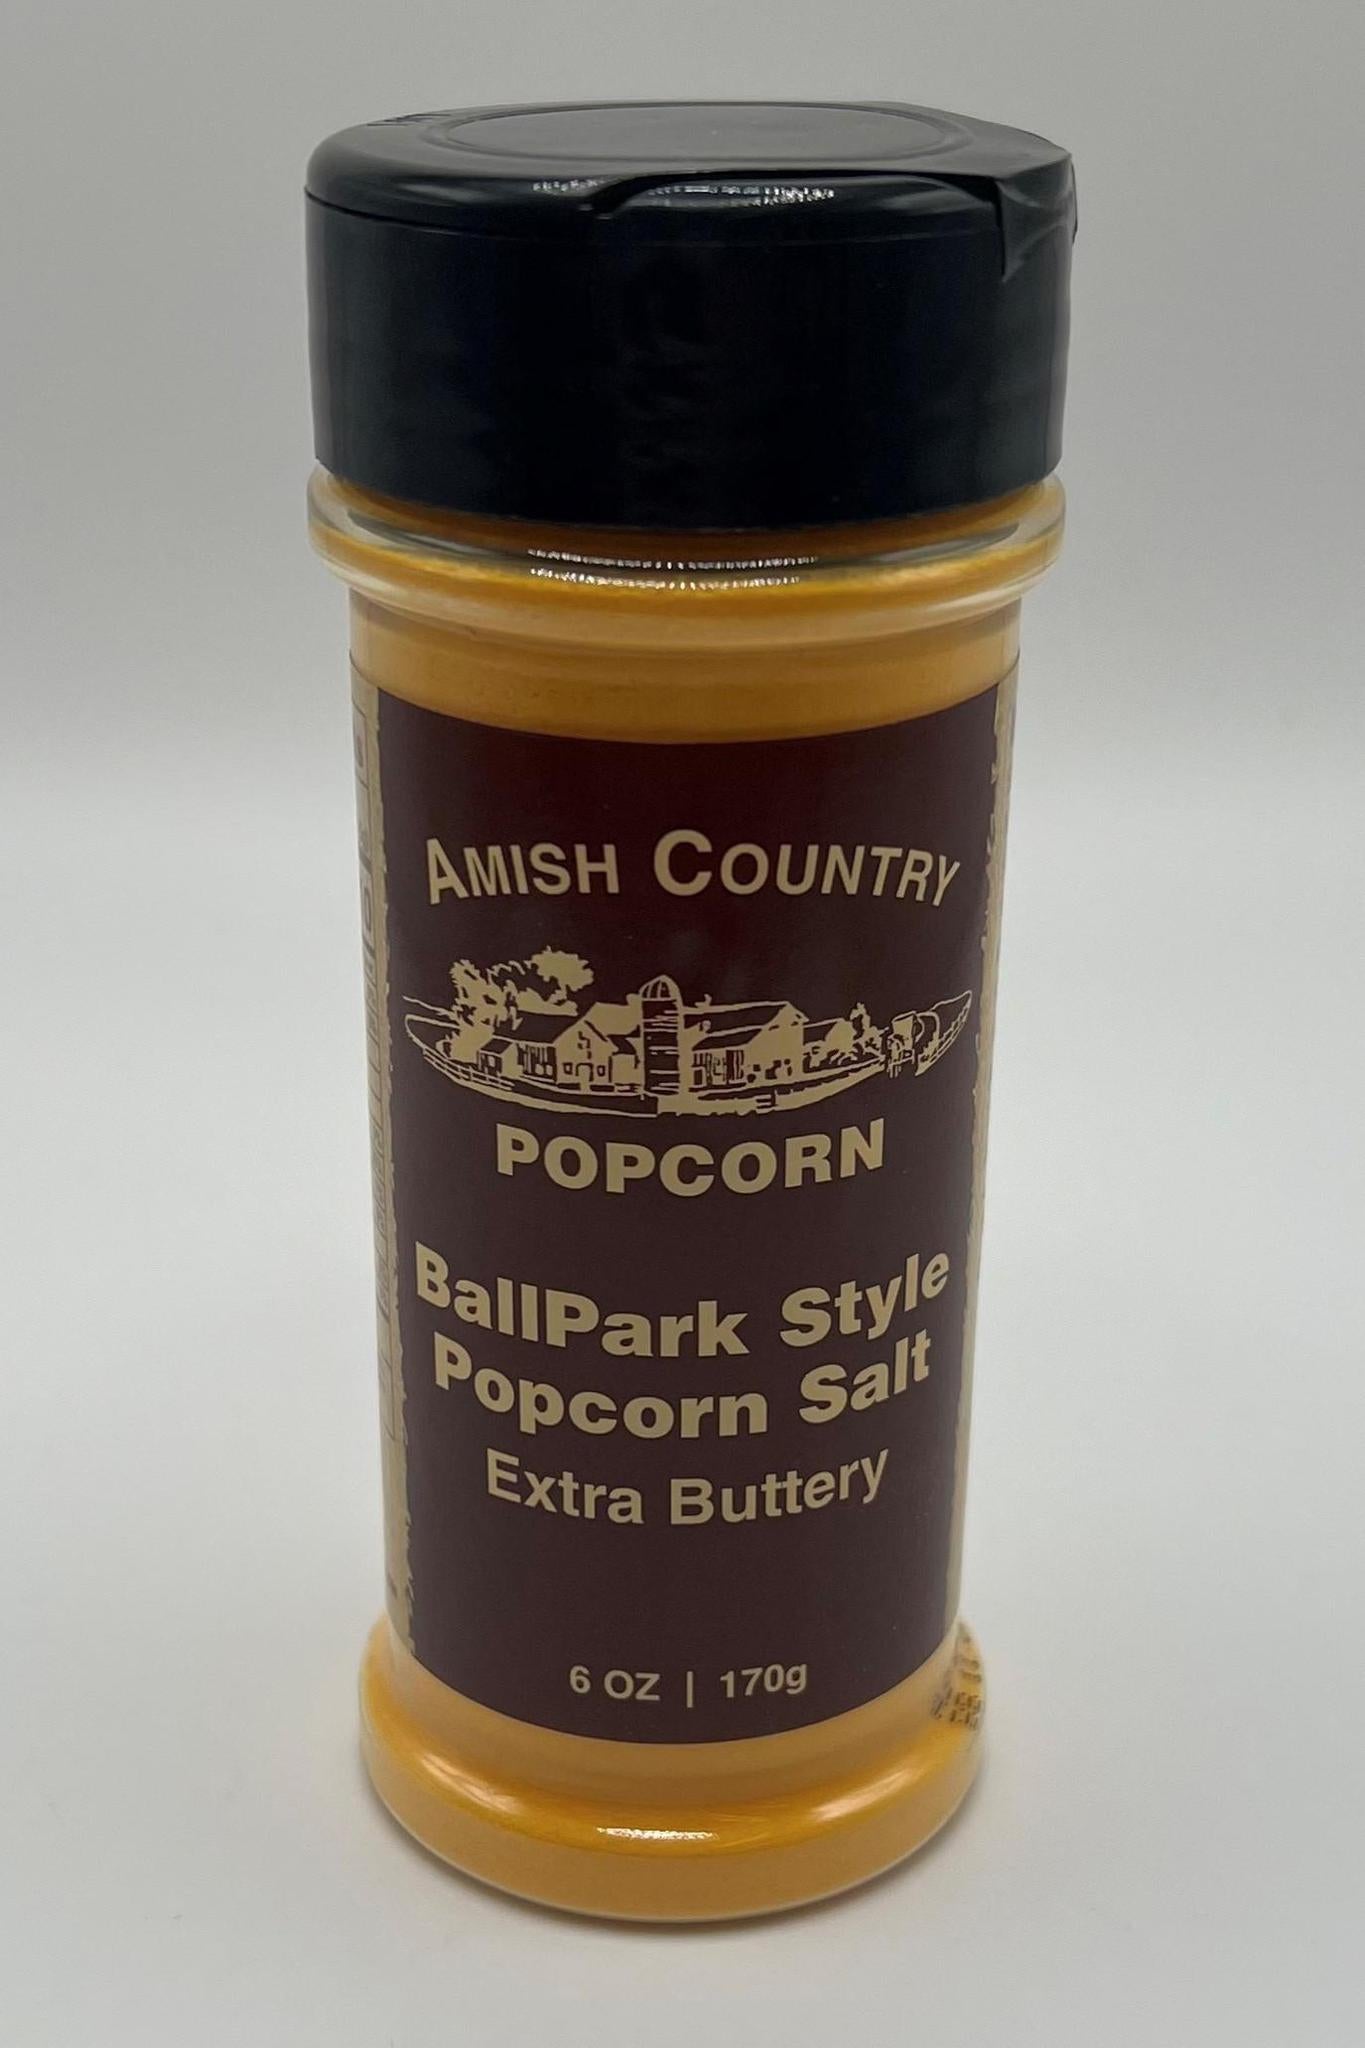 AMISH COUNTRY
POPCORN
BallPark Style
Popcorn Salt
Extra Buttery
6 OZ | 170g